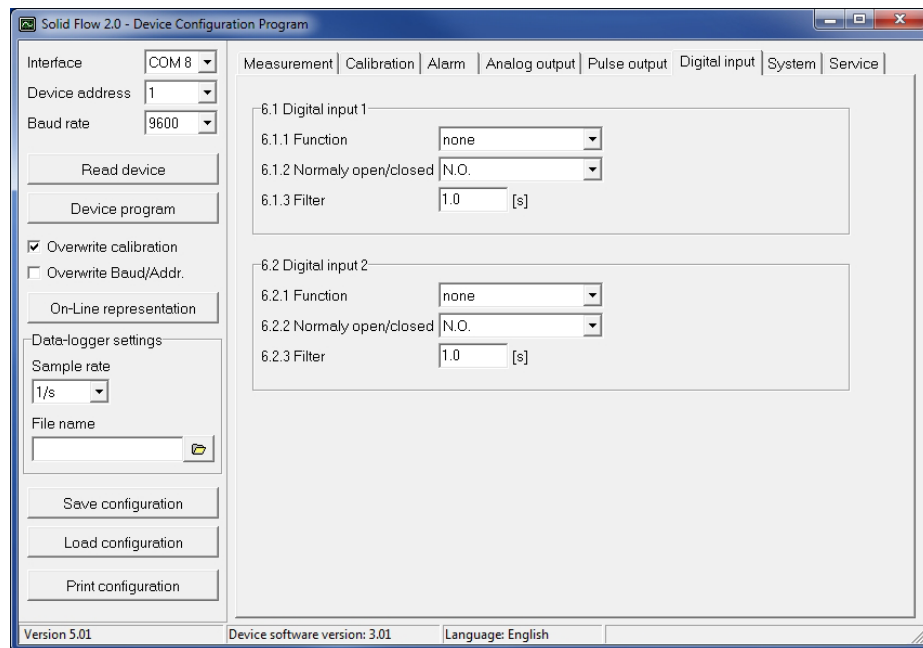 Solid Flow 2.0 - Device Configuration Program
Interface COM 8
Device address 1
Baud rate 9600
Read device
Device program
Overwrite calibration
Overwrite Baud/Addr.
On-Line representation
Data-logger settings
Sample rate
1/s
File name
Save configuration
Load configuration
Print configuration
Measurement Calibration Alarm Analog output Pulse output Digital input System Service
6.1 Digital input 1
6.1.1 Function none
6.1.2 Normaly open/closed N.O.
6.1.3 Filter 1.0 [s]
6.2 Digital input 2
6.2.1 Function none
6.2.2 Normaly open/closed N.O.
6.2.3 Filter 1.0 [s]
Version 5.01 Device software version: 3.01 Language: English